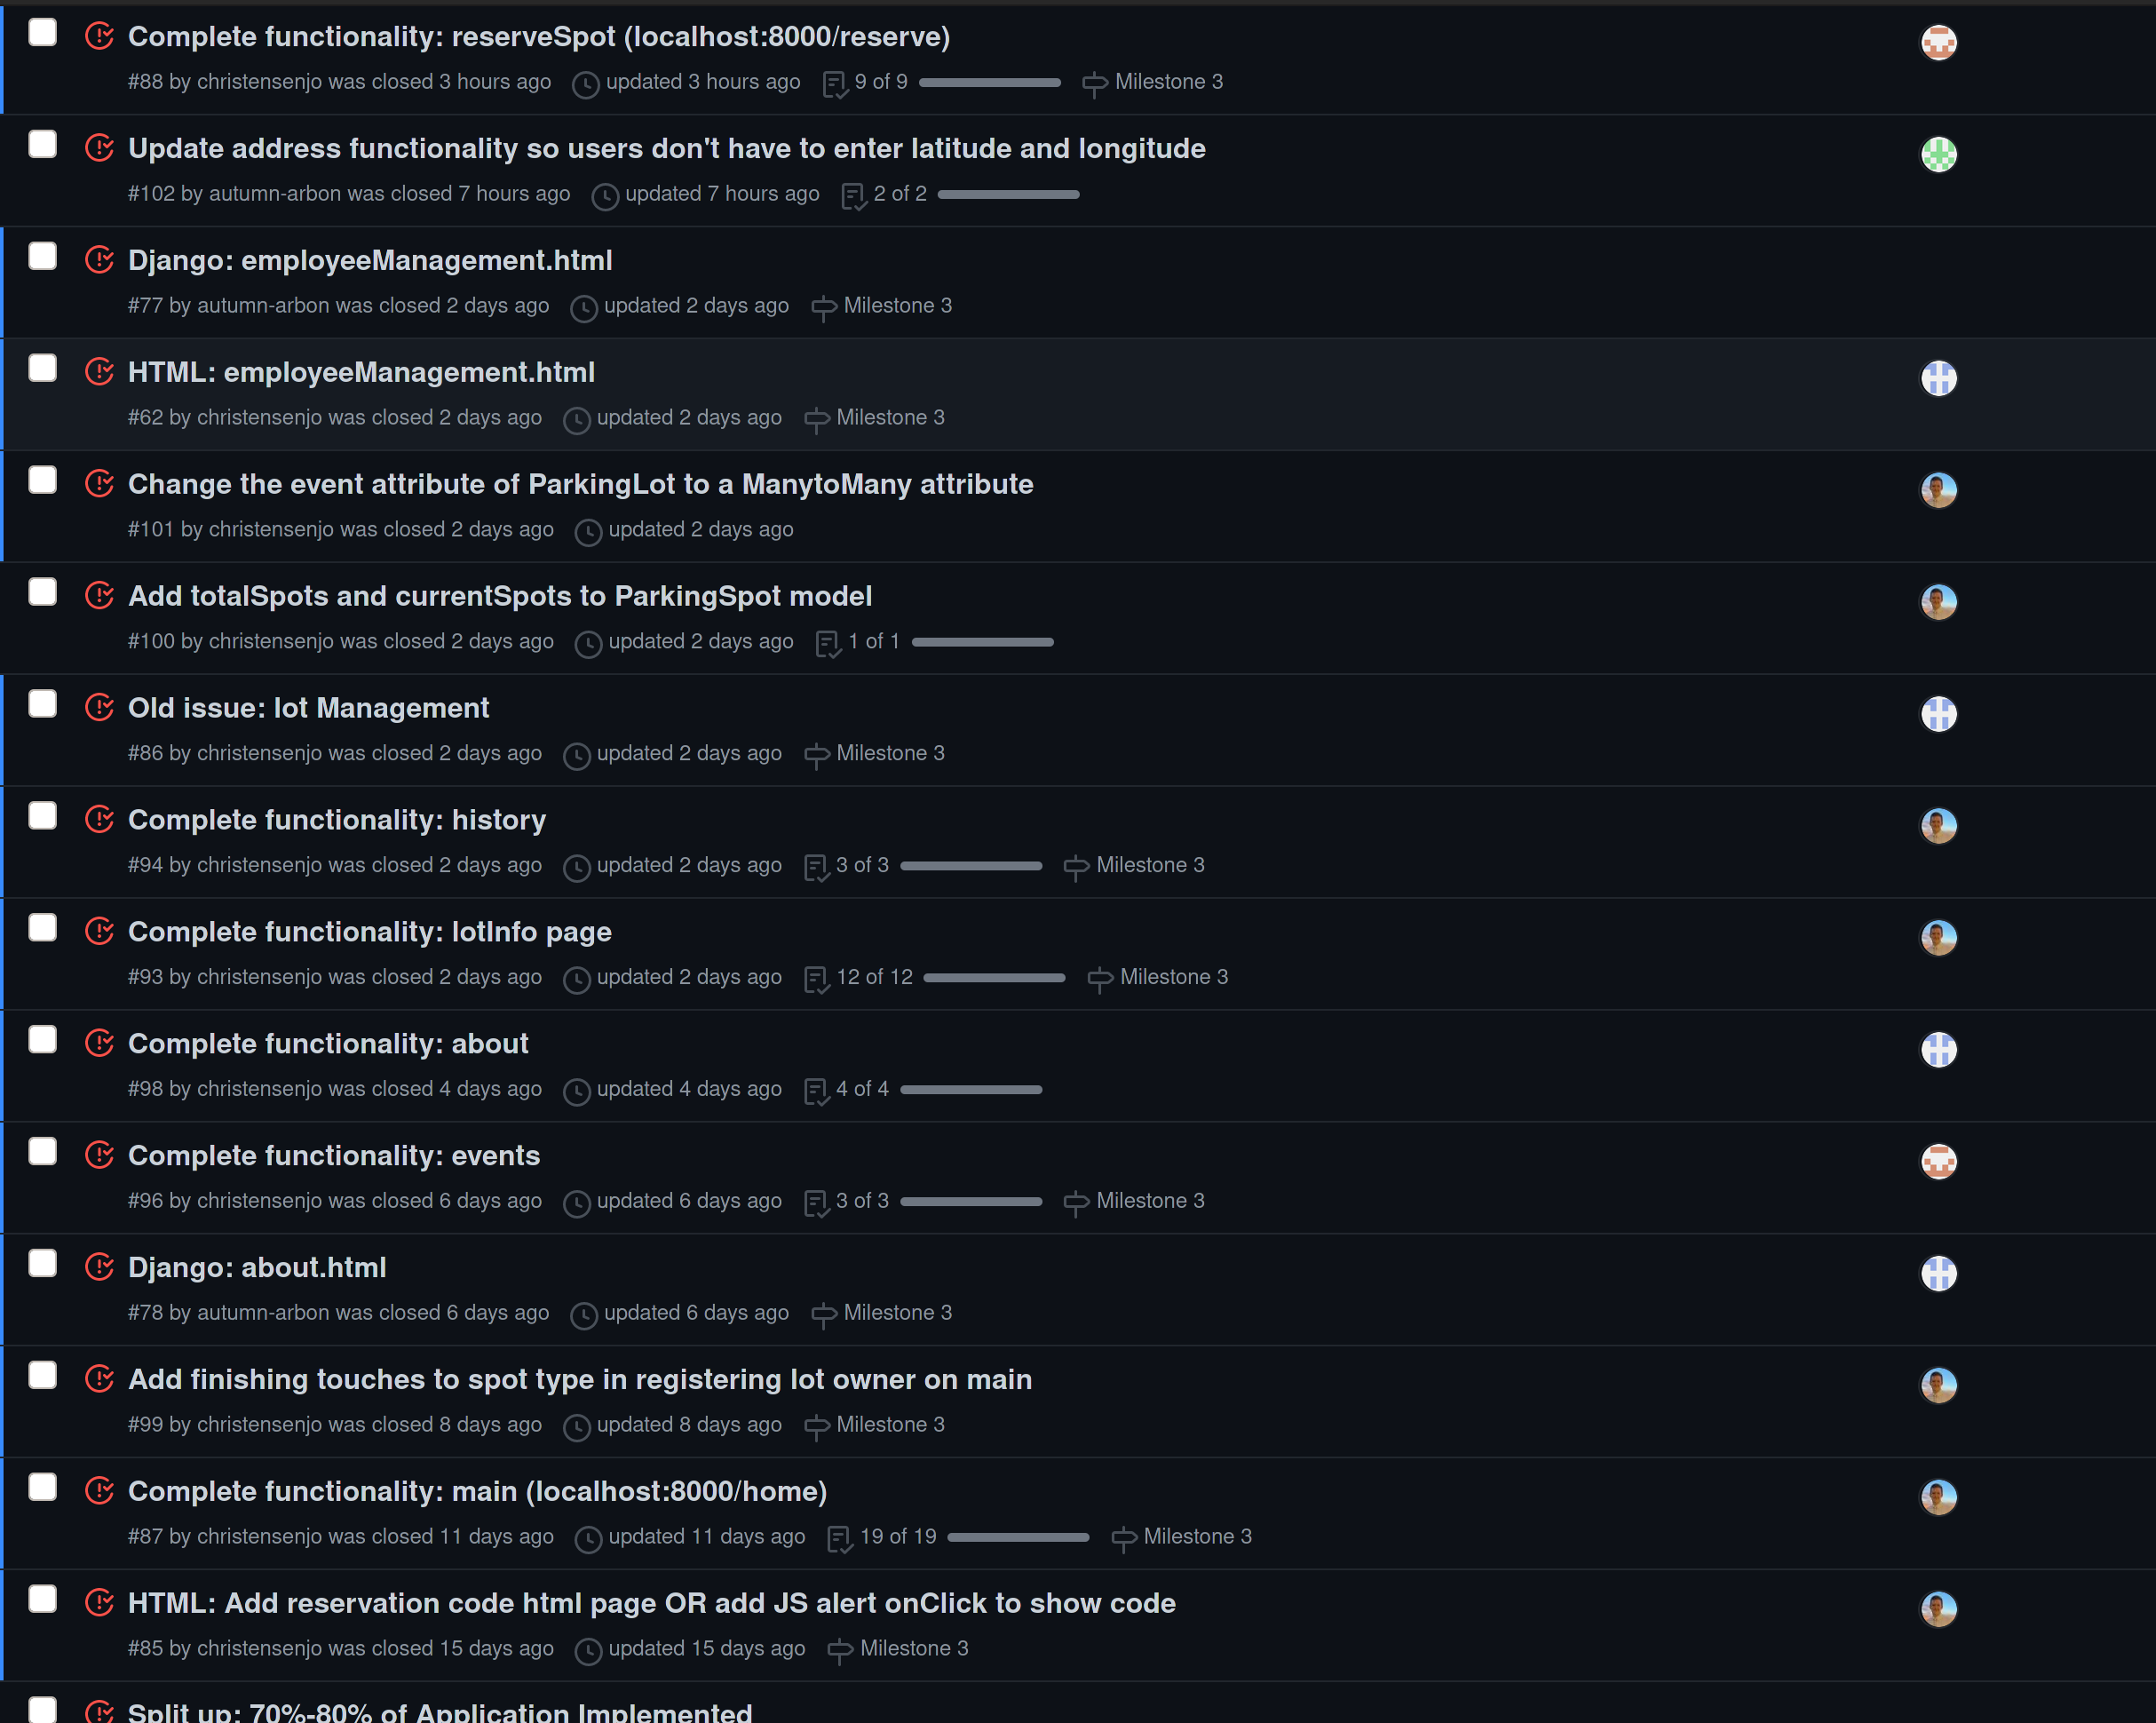 Complete functionality: reserveSpot (localhost:8000/reserve)
#88 by christensenjo was closed 3 hours ago updated 3 hours ago 9 of 9 Milestone 3
Update address functionality so users don't have to enter latitude and longitude
#102 by autumn-arbon was closed 7 hours ago updated 7 hours ago 2 of 2
Django: employeeManagement.html
#77 by autumn-arbon was closed 2 days ago updated 2 days ago Milestone 3
HTML: employeeManagement.html
#62 by christensenjo was closed 2 days ago updated 2 days ago Milestone 3
Change the event attribute of ParkingLot to a ManytoMany attribute
#101 by christensenjo was closed 2 days ago updated 2 days ago
Add totalSpots and currentSpots to ParkingSpot model
#100 by christensenjo was closed 2 days ago updated 2 days ago 1 of 1
Old issue: lot Management
#86 by christensenjo was closed 2 days ago updated 2 days ago Milestone 3
Complete functionality: history
#94 by christensenjo was closed 2 days ago updated 2 days ago 3 of 3 Milestone 3
Complete functionality: lotInfo page
#93 by christensenjo was closed 2 days ago updated 2 days ago 12 of 12 Milestone 3
Complete functionality: about
#98 by christensenjo was closed 4 days ago updated 4 days ago 4 of 4
Complete functionality: events
#96 by christensenjo was closed 6 days ago updated 6 days ago 3 of 3 Milestone 3
Django: about.html
#78 by autumn-arbon was closed 6 days ago updated 6 days ago Milestone 3
Add finishing touches to spot type in registering lot owner on main
#99 by christensenjo was closed 8 days ago updated 8 days ago Milestone 3
Complete functionality: main (localhost:8000/home)
#87 by christensenjo was closed 11 days ago updated 11 days ago 19 of 19 Milestone 3
HTML: Add reservation code html page OR add JS alert onClick to show code
#85 by christensenjo was closed 15 days ago updated 15 days ago Milestone 3
Split up: 70%-80% of Application Implemented